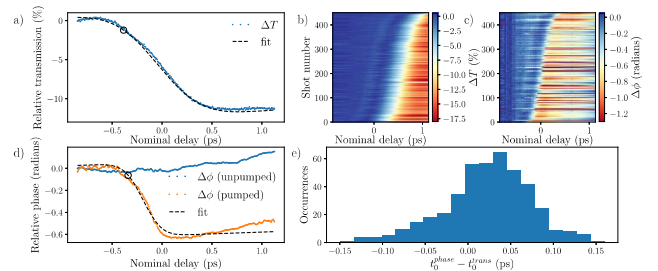 a)
Relative transmission (%)
0
−5
−10
ΔT
fit
−0.5 0.0 0.5 1.0
Nominal delay (ps)
b)
Shot number
400
300
200
100
0
0 1
Nominal delay (ps)
0.0
−2.5
−5.0
−7.5
−10.0
−12.5
−15.0
−17.5
ΔT (%)
c)
400
300
200
100
0
0 1
Nominal delay (ps)
0.0
−0.2
−0.4
−0.6
−0.8
−1.0
−1.2
Δϕ (radians)
d)
Relative phase (radians)
0.0
−0.2
−0.4
−0.6
Δϕ (unpumped)
Δϕ (pumped)
fit
−0.5 0.0 0.5 1.0
Nominal delay (ps)
e)
Occurrences
60
40
20
0
−0.15 −0.10 −0.05 0.00 0.05 0.10 0.15
t₀ᵖʰᵃˢᵉ − t₀ᵗʳᵃⁿˢ (ps)